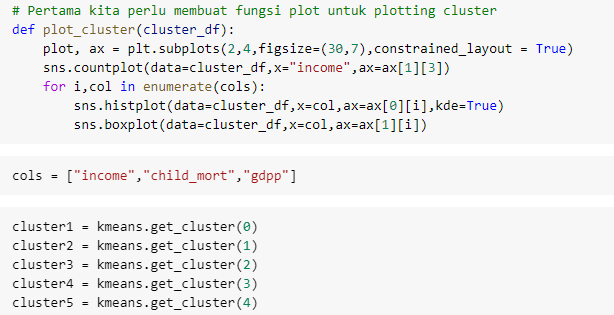 # Pertama kita perlu membuat fungsi plot untuk plotting cluster
def plot_cluster(cluster_df):
    plot, ax = plt.subplots(2,4,figsize=(30,7),constrained_layout = True)
    sns.countplot(data=cluster_df,x="income",ax=ax[1][3])
    for i,col in enumerate(cols):
        sns.histplot(data=cluster_df,x=col,ax=ax[0][i],kde=True)
        sns.boxplot(data=cluster_df,x=col,ax=ax[1][i])
cols = ["income","child_mort","gdpp"]
cluster1 = kmeans.get_cluster(0)
cluster2 = kmeans.get_cluster(1)
cluster3 = kmeans.get_cluster(2)
cluster4 = kmeans.get_cluster(3)
cluster5 = kmeans.get_cluster(4)